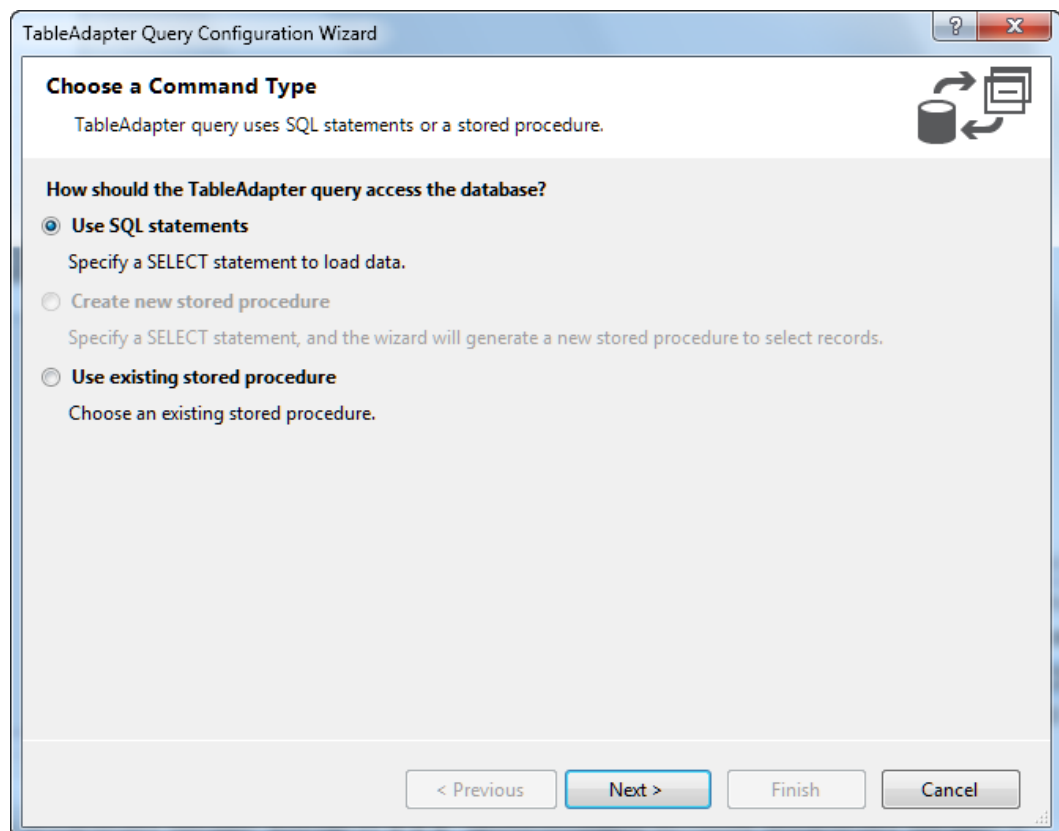 TableAdapter Query Configuration Wizard
Choose a Command Type
TableAdapter query uses SQL statements or a stored procedure.
How should the TableAdapter query access the database?
Use SQL statements
Specify a SELECT statement to load data.
Create new stored procedure
Specify a SELECT statement, and the wizard will generate a new stored procedure to select records.
Use existing stored procedure
Choose an existing stored procedure.
< Previous
Next >
Finish
Cancel